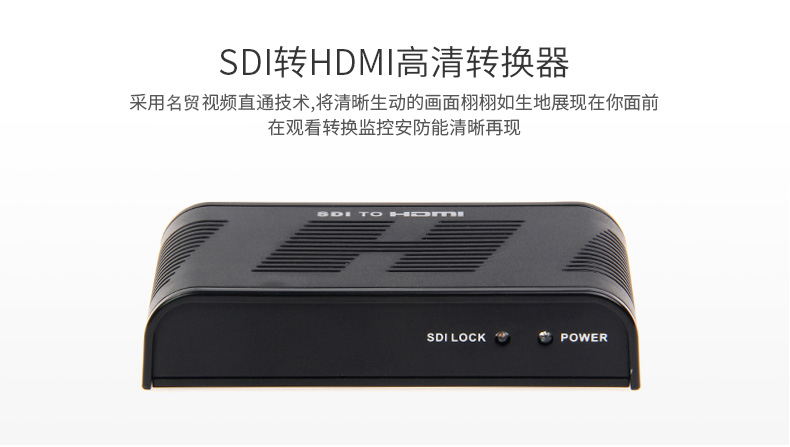 SDI转HDMI高清转换器
采用名贸视频直通技术,将清晰生动的画面栩栩如生地展现在你面前
在观看转换监控安防能清晰再现
SDI TO HDMI
SDI LOCK POWER